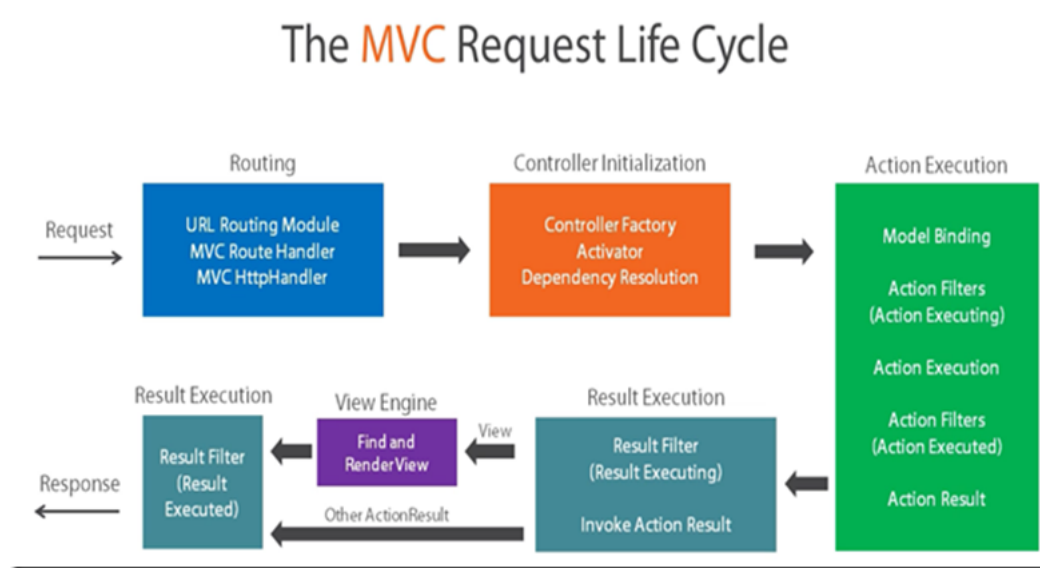 The MVC Request Life Cycle
Routing
Controller Initialization
Action Execution
Request
URL Routing Module
MVC Route Handler
MVC HttpHandler
Controller Factory
Activator
Dependency Resolution
Model Binding
Action Filters
(Action Executing)
Action Execution
Action Filters
(Action Executed)
Action Result
Result Execution
View Engine
Result Execution
Response
Result Filter
(Result
Executed)
Find and
Render View
View
Other ActionResult
Result Filter
(Result Executing)
Invoke Action Result